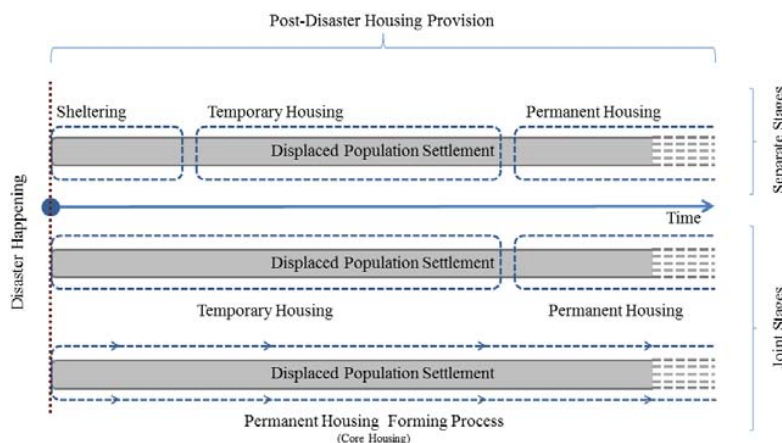 Post-Disaster Housing Provision
Sheltering
Temporary Housing
Permanent Housing
Displaced Population Settlement
Separate Stages
Disaster Happening
Time
Displaced Population Settlement
Temporary Housing
Permanent Housing
Joint Stages
Displaced Population Settlement
Permanent Housing Forming Process
(Core Housing)